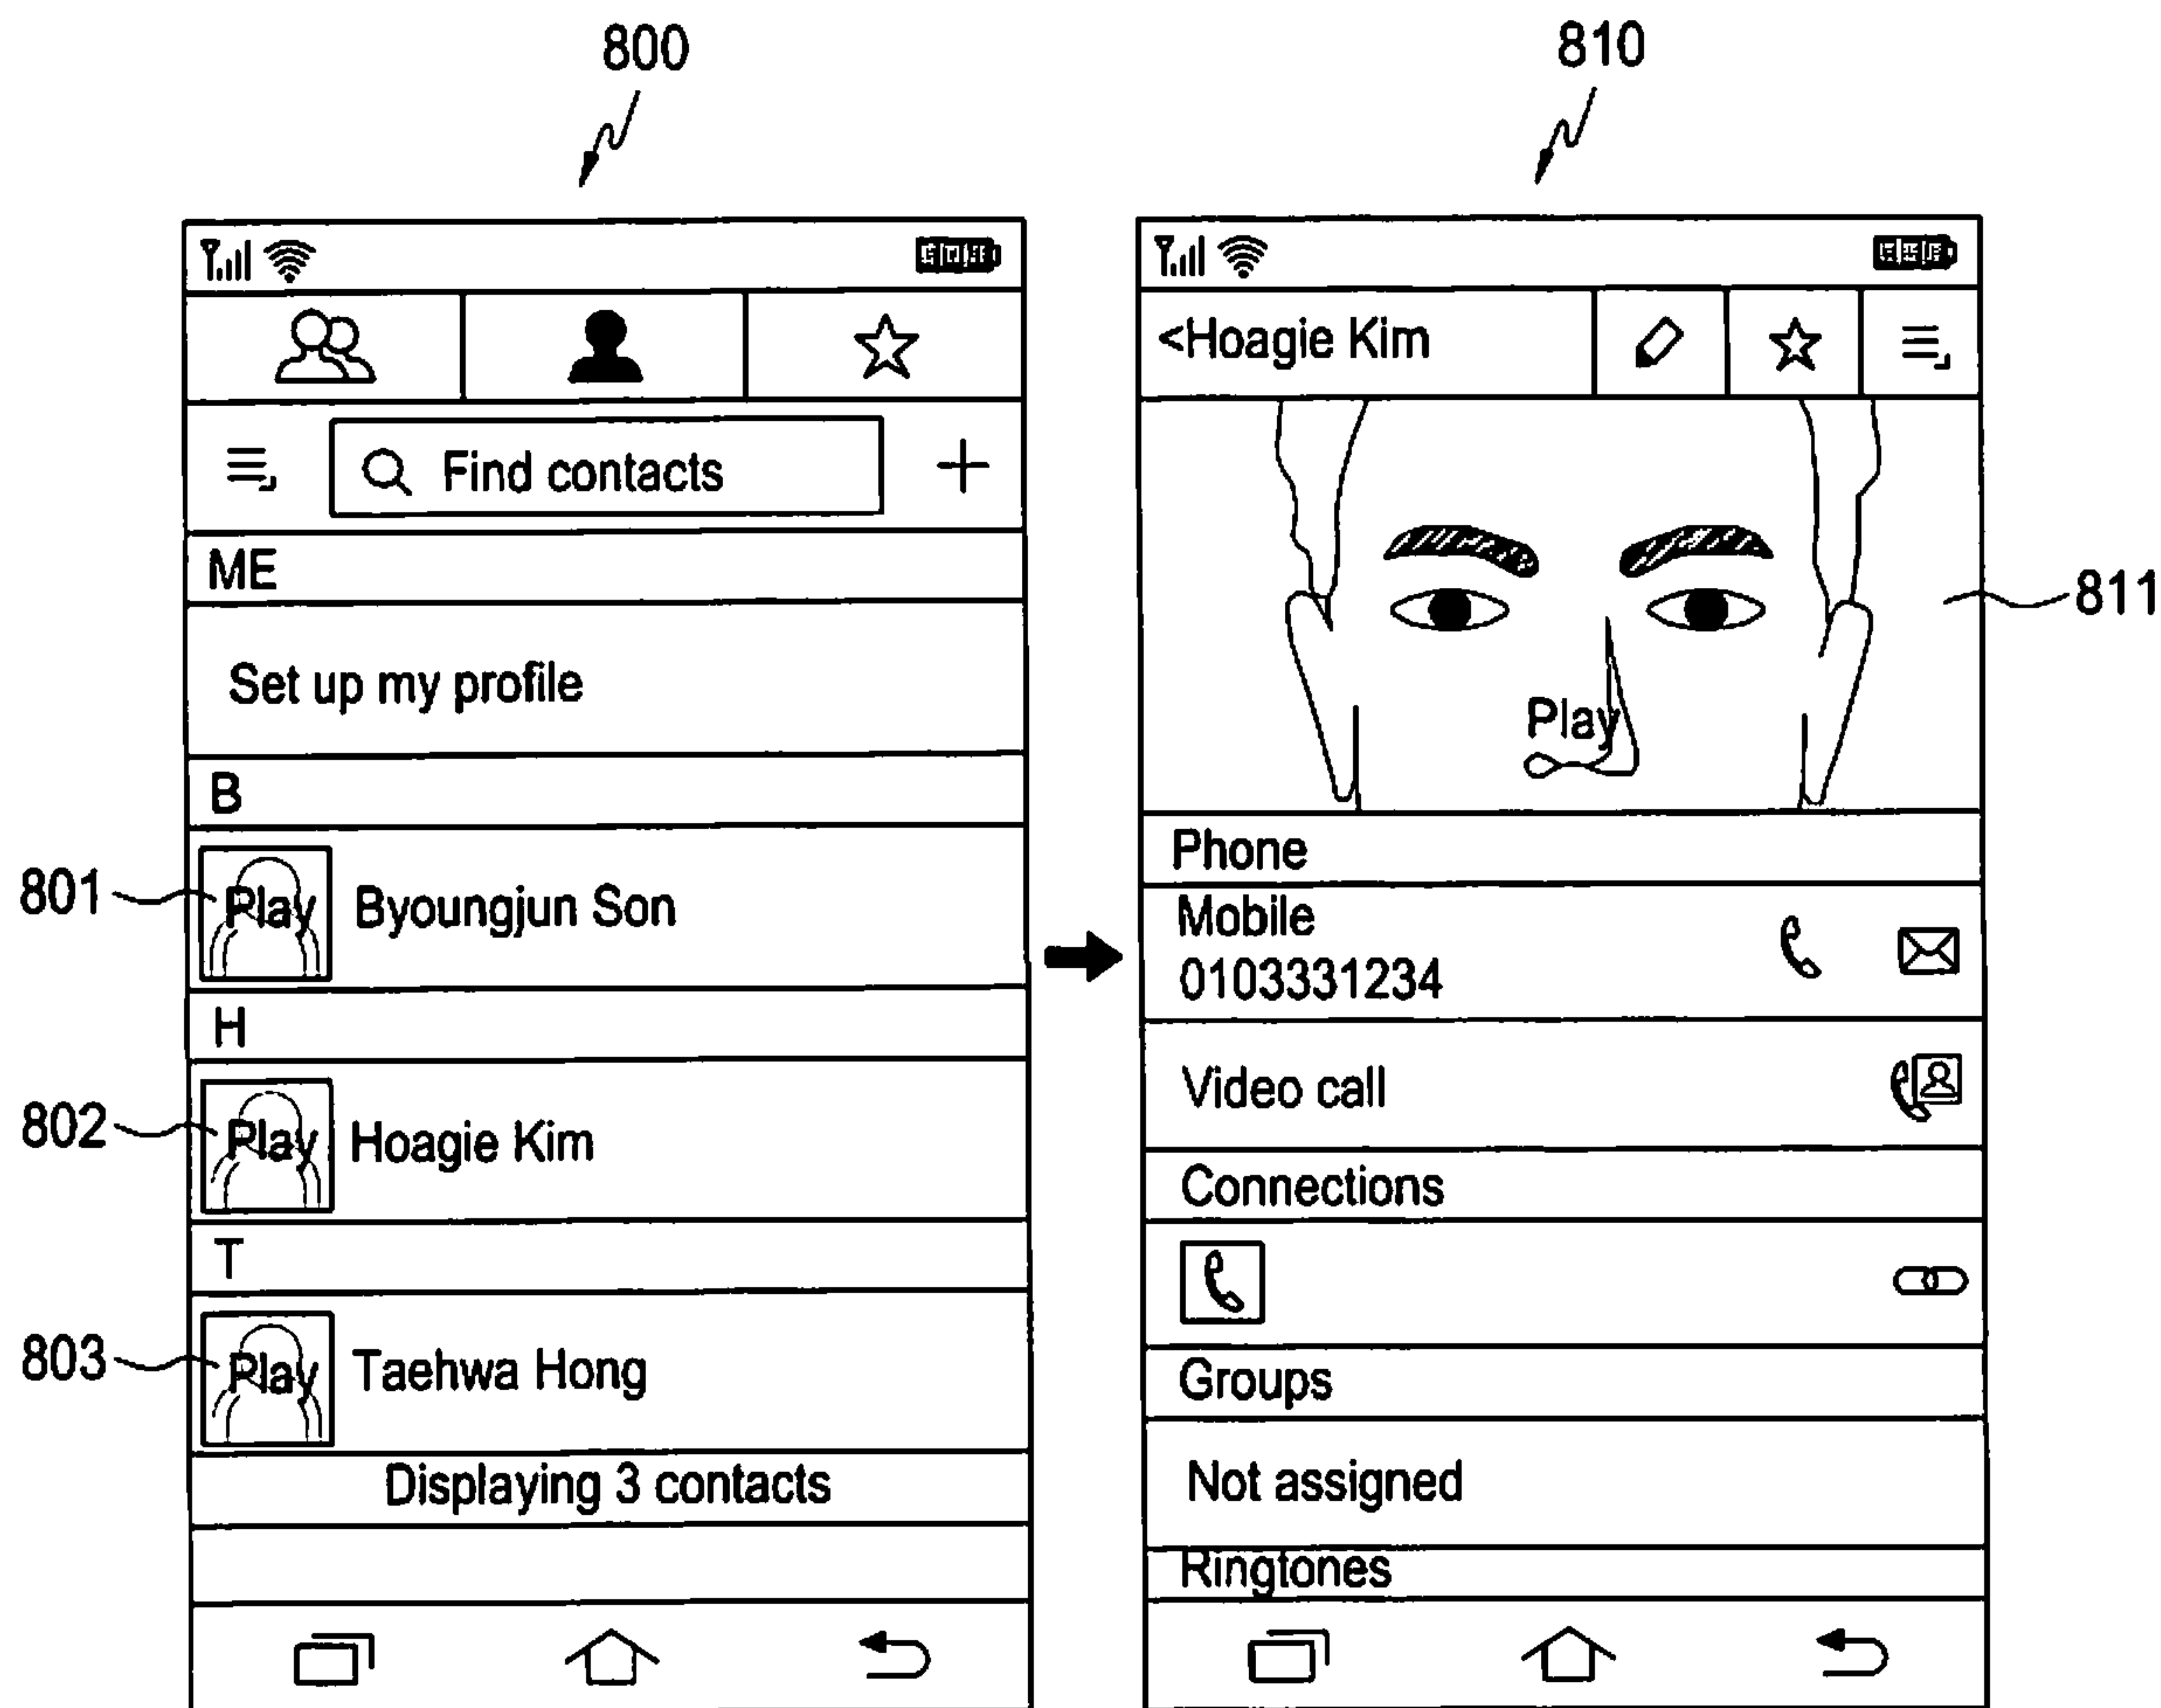 800
810
Find contacts
ME
Set up my profile
B
801
Play
Byoungjun Son
H
802
Play
Hoagie Kim
T
803
Play
Taehwa Hong
Displaying 3 contacts
<Hoagie Kim
811
Play
Phone
Mobile
0103331234
Video call
Connections
Groups
Not assigned
Ringtones